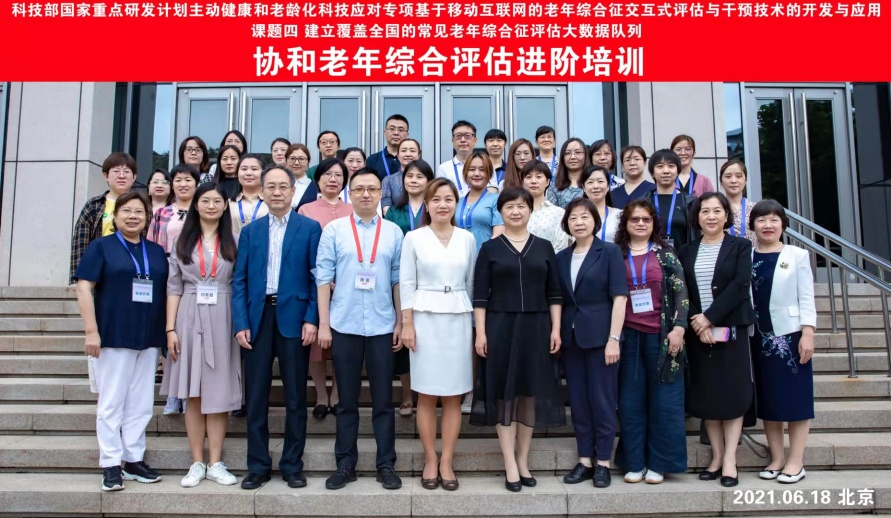 科技部国家重点研发计划主动健康和老龄化科技应对专项基于移动互联网的老年综合征交互式评估与干预技术的开发与应用
课题四 建立覆盖全国的常见老年综合征评估大数据队列
协和老年综合评估进阶培训
2021.06.18 北京